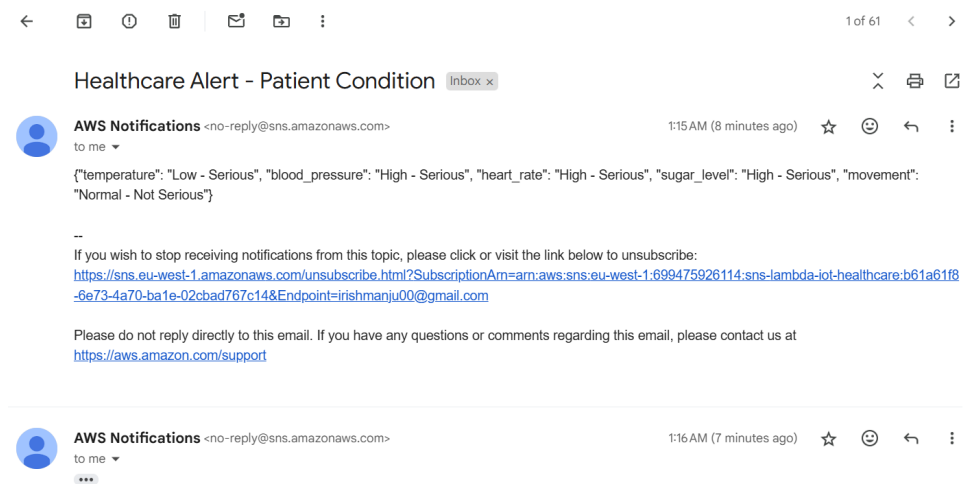 1 of 61
Healthcare Alert - Patient Condition Inbox x
AWS Notifications <no-reply@sns.amazonaws.com> 1:15 AM (8 minutes ago)
to me
{"temperature": "Low - Serious", "blood_pressure": "High - Serious", "heart_rate": "High - Serious", "sugar_level": "High - Serious", "movement":
"Normal - Not Serious"}
--
If you wish to stop receiving notifications from this topic, please click or visit the link below to unsubscribe:
https://sns.eu-west-1.amazonaws.com/unsubscribe.html?SubscriptionArn=arn:aws:sns:eu-west-1:699475926114:sns-lambda-iot-healthcare:b61a61f8
-6e73-4a70-ba1e-02cbad767c14&Endpoint=irishmanju00@gmail.com
Please do not reply directly to this email. If you have any questions or comments regarding this email, please contact us at
https://aws.amazon.com/support
AWS Notifications <no-reply@sns.amazonaws.com> 1:16 AM (7 minutes ago)
to me